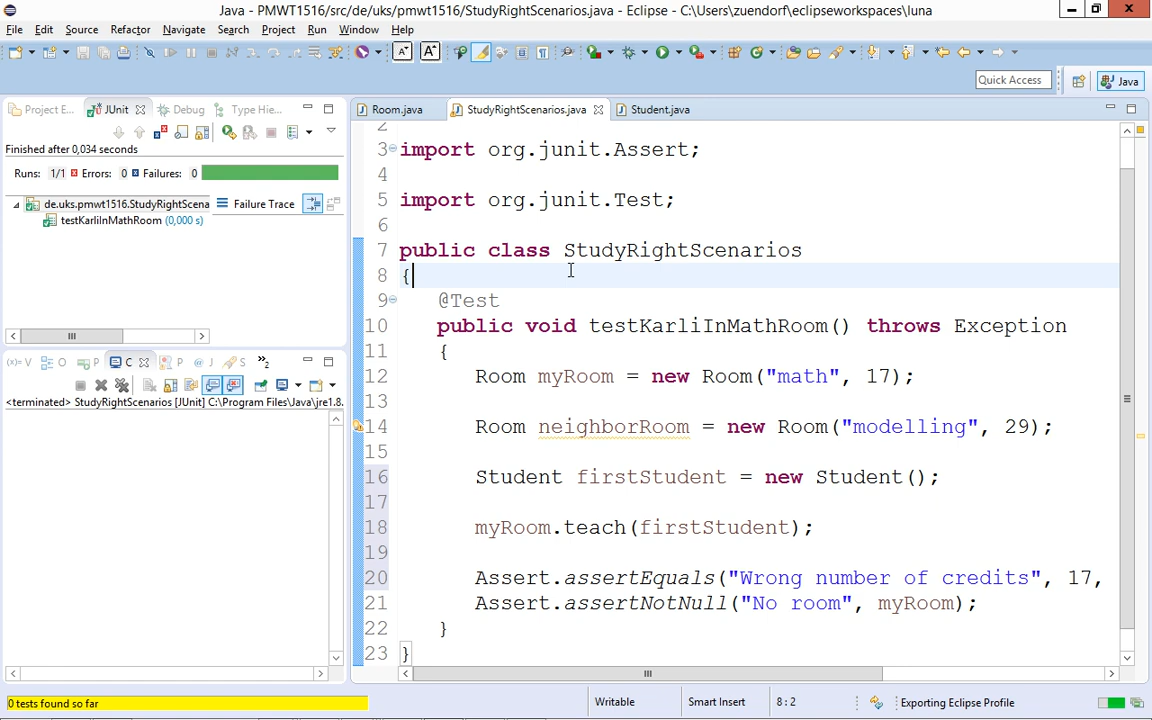 Java - PMWT1516/src/de/uks/pmwt1516/StudyRightScenarios.java - Eclipse - C:\Users\zuendorf\eclipseworkspaces\luna
File Edit Source Refactor Navigate Search Project Run Window Help
Quick Access
Java
Project E...
JUnit
Debug
Type Hie...
Finished after 0,034 seconds
Runs: 1/1 Errors: 0 Failures: 0
de.uks.pmwt1516.StudyRightScena
testKarliInMathRoom (0,000 s)
Failure Trace
(x)= V O P C P @ J S »2
<terminated> StudyRightScenarios [JUnit] C:\Program Files\Java\jre1.8.
Room.java StudyRightScenarios.java Student.java
2
3 import org.junit.Assert;
4
5 import org.junit.Test;
6
7 public class StudyRightScenarios
8 {
9 @Test
10 public void testKarliInMathRoom() throws Exception
11 {
12 Room myRoom = new Room("math", 17);
13
14 Room neighborRoom = new Room("modelling", 29);
15
16 Student firstStudent = new Student();
17
18 myRoom.teach(firstStudent);
19
20 Assert.assertEquals("Wrong number of credits", 17,
21 Assert.assertNotNull("No room", myRoom);
22 }
23 }
0 tests found so far
Writable
Smart Insert
8 : 2
Exporting Eclipse Profile